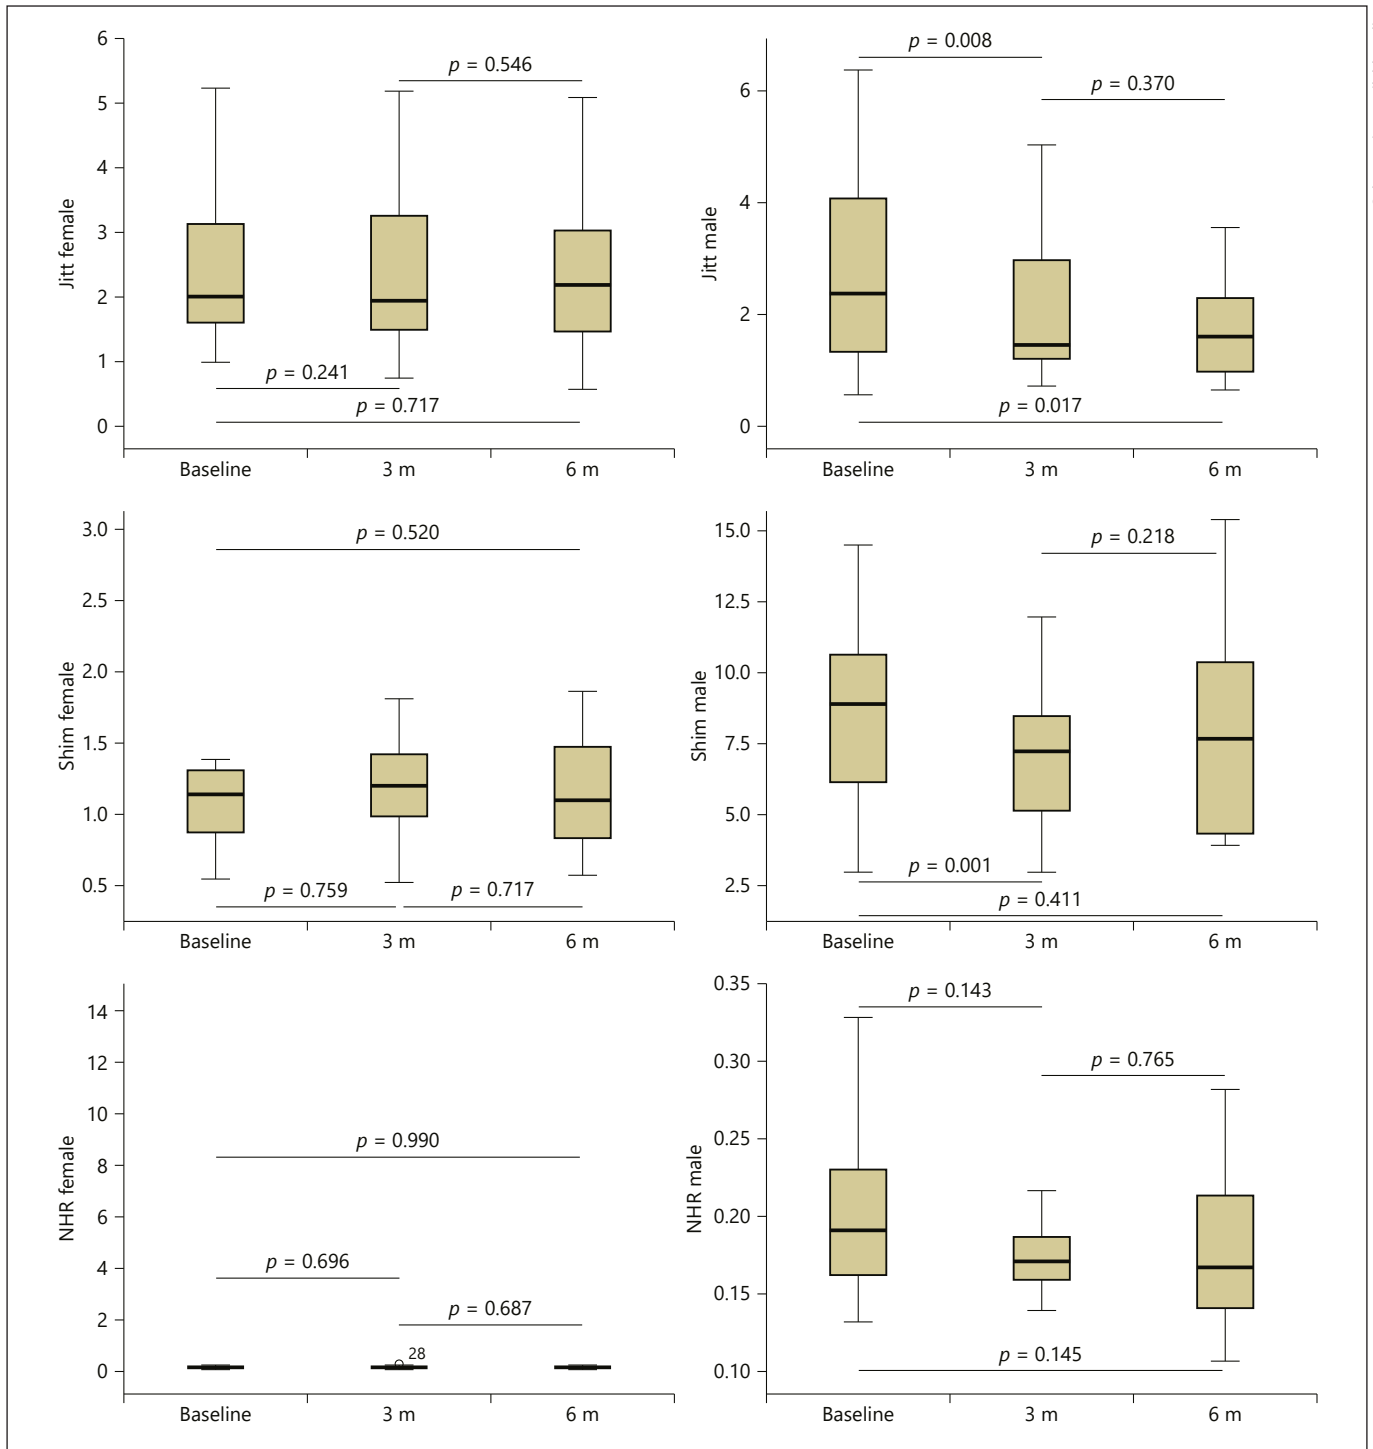 6
5
4
3
2
1
0
Jitt female
p = 0.546
p = 0.241
p = 0.717
Baseline 3 m 6 m
6
4
2
0
Jitt male
p = 0.008
p = 0.370
p = 0.017
Baseline 3 m 6 m
3.0
2.5
2.0
1.5
1.0
0.5
Shim female
p = 0.520
p = 0.759 p = 0.717
Baseline 3 m 6 m
15.0
12.5
10.0
7.5
5.0
2.5
Shim male
p = 0.218
p = 0.001
p = 0.411
Baseline 3 m 6 m
14
12
10
8
6
4
2
0
NHR female
p = 0.990
p = 0.696
p = 0.687
28
Baseline 3 m 6 m
0.35
0.30
0.25
0.20
0.15
0.10
NHR male
p = 0.143
p = 0.765
p = 0.145
Baseline 3 m 6 m